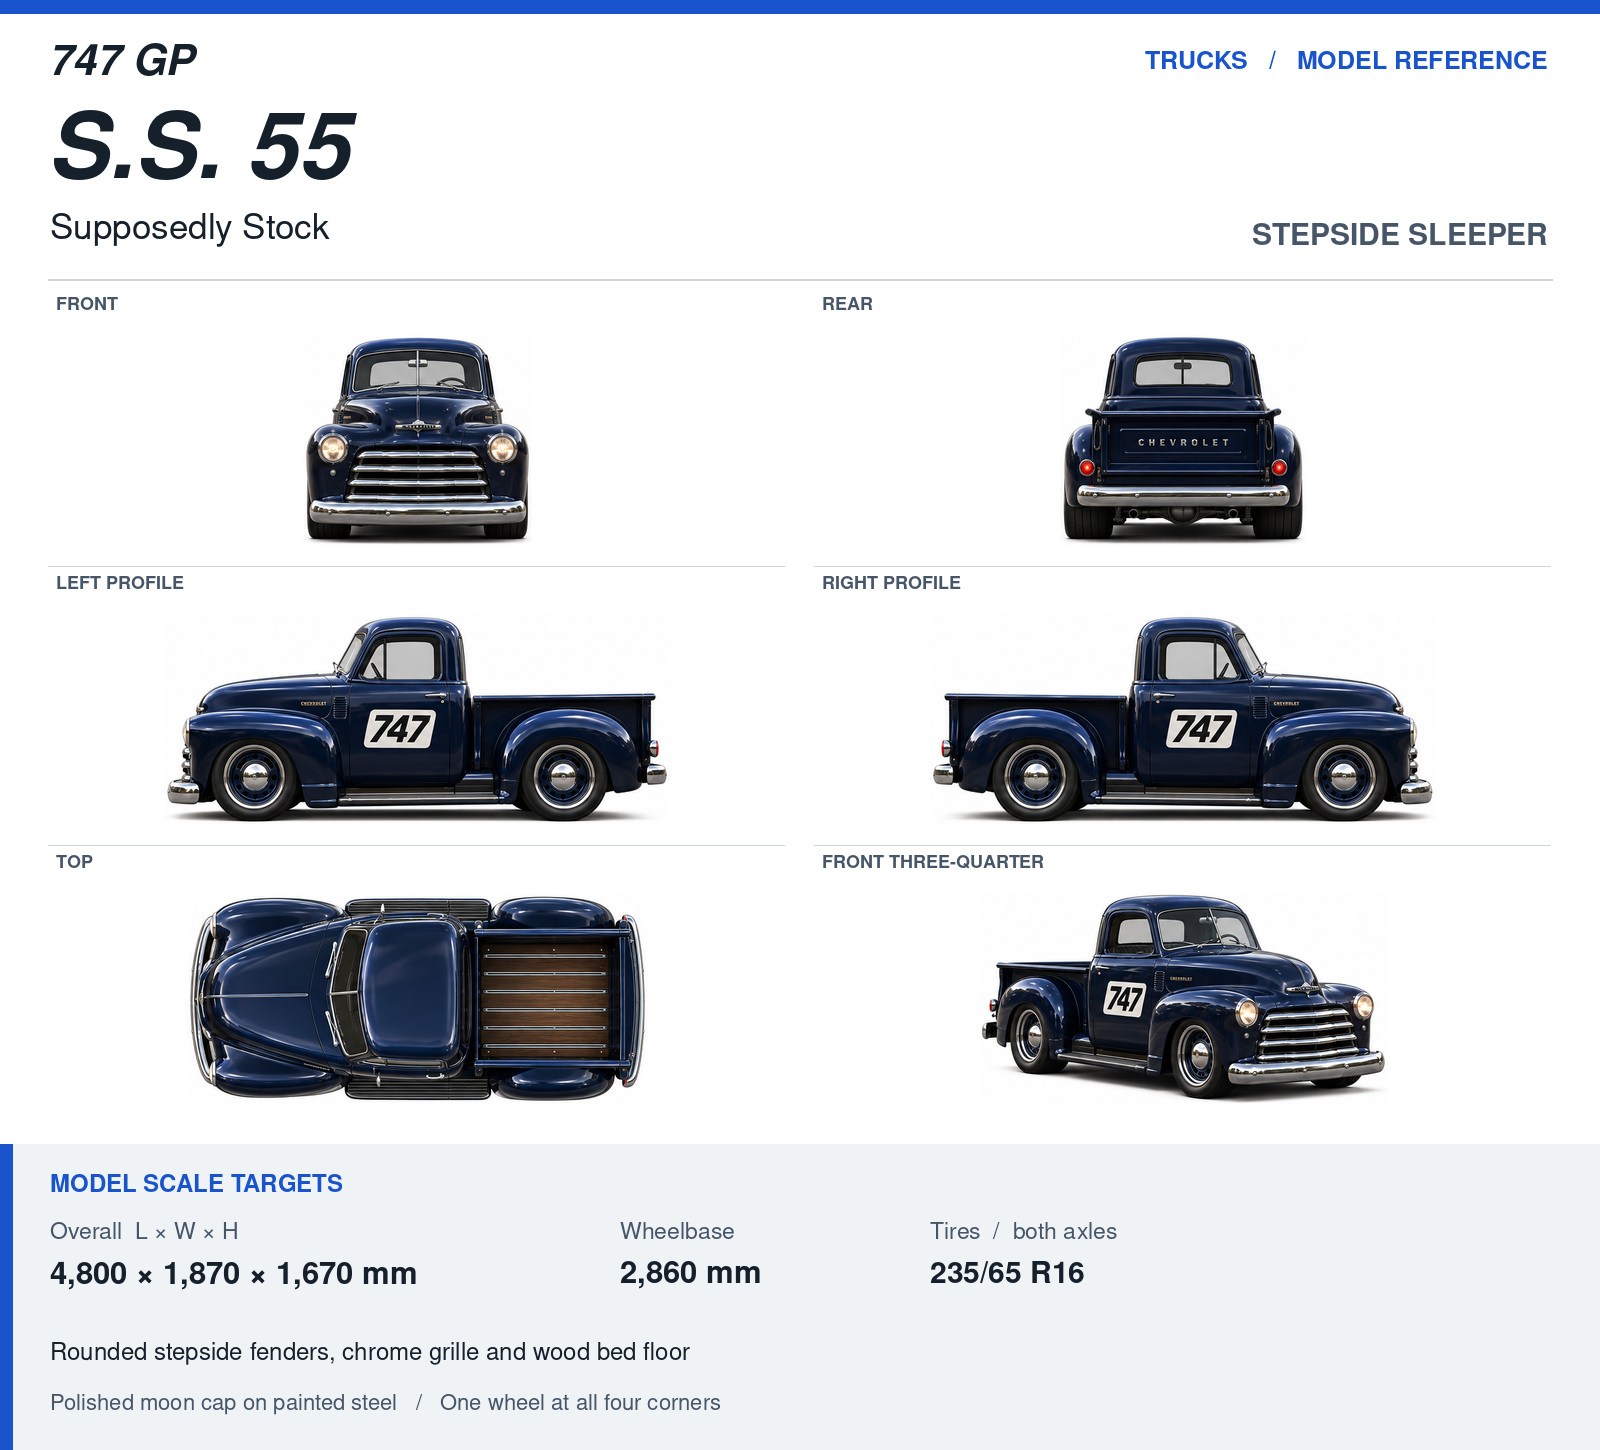 747 GP
TRUCKS / MODEL REFERENCE
S.S. 55
Supposedly Stock
STEPSIDE SLEEPER
FRONT
REAR
CHEVROLET
LEFT PROFILE
RIGHT PROFILE
CHEVROLET
747
CHEVROLET
747
TOP
FRONT THREE-QUARTER
CHEVROLET
747
MODEL SCALE TARGETS
Overall L × W × H
Wheelbase
Tires / both axles
4,800 × 1,870 × 1,670 mm
2,860 mm
235/65 R16
Rounded stepside fenders, chrome grille and wood bed floor
Polished moon cap on painted steel / One wheel at all four corners